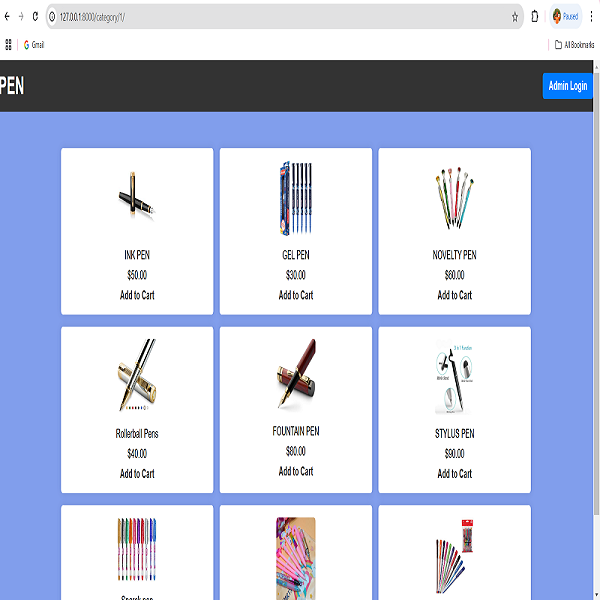 127.0.0.1:8000/category/1/
Paused
Gmail
All Bookmarks
PEN
Admin Login
INK PEN
$50.00
Add to Cart
GEL PEN
$30.00
Add to Cart
NOVELTY PEN
$60.00
Add to Cart
Rollerball Pens
$40.00
Add to Cart
FOUNTAIN PEN
$80.00
Add to Cart
STYLUS PEN
$90.00
Add to Cart